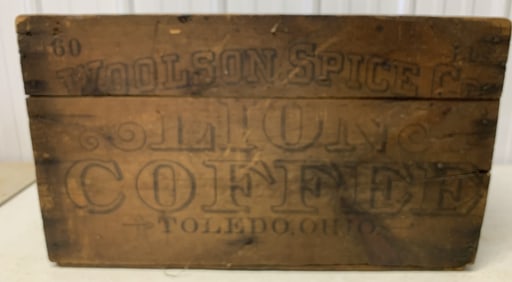 60
WOOLSON SPICE Co
LION
COFFEE
TOLEDO, OHIO.